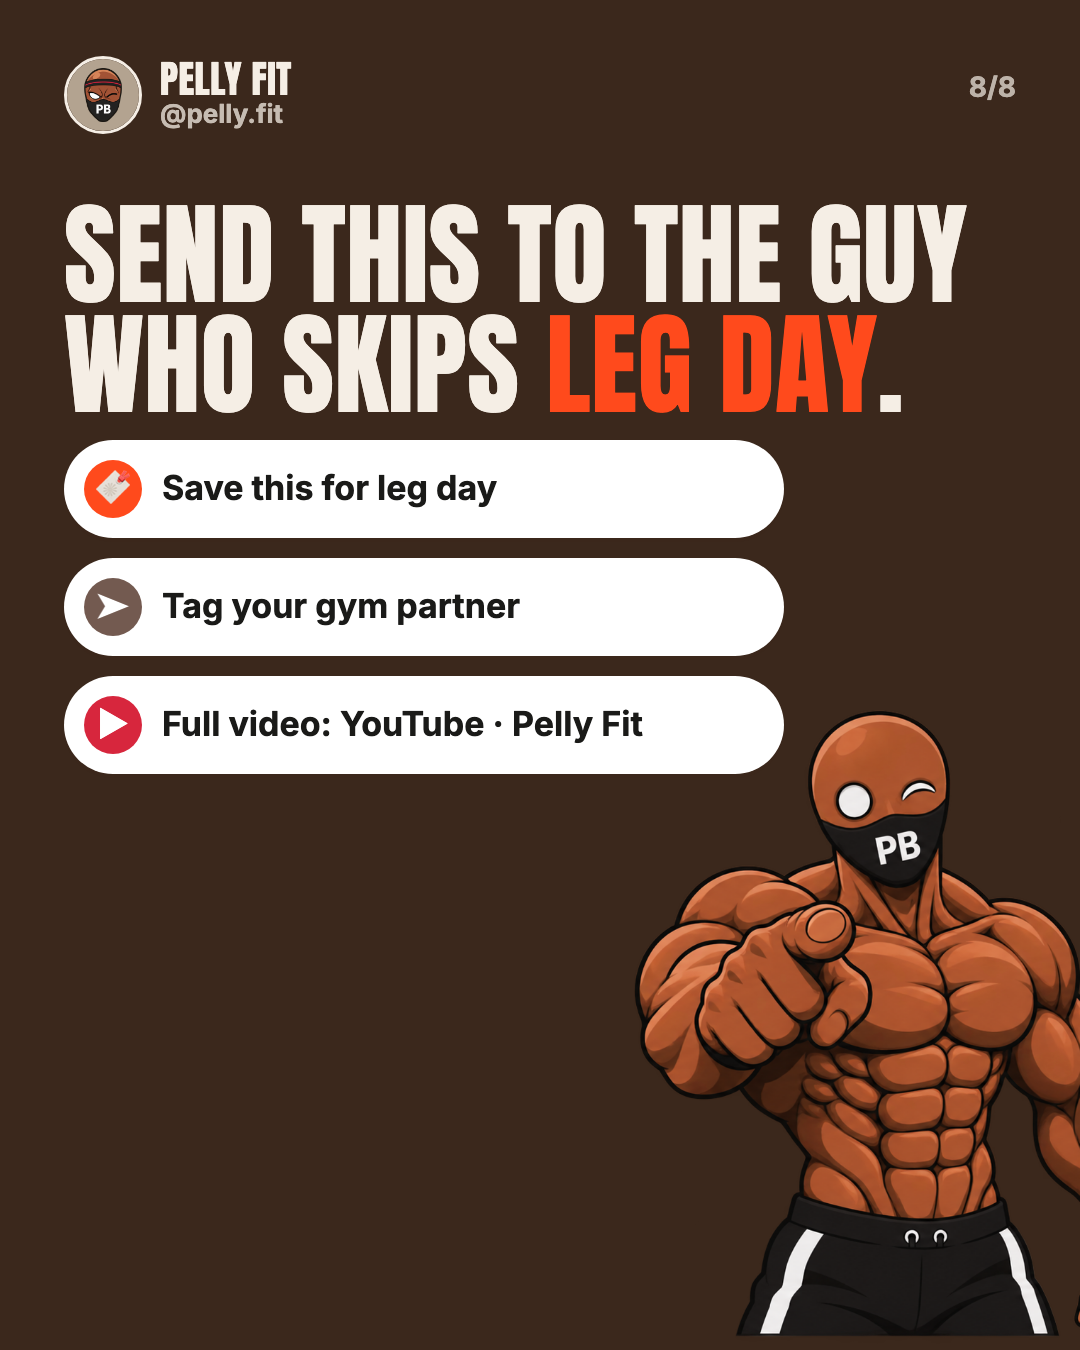 PELLY FIT
@pelly.fit
8/8
SEND THIS TO THE GUY
WHO SKIPS LEG DAY.
Save this for leg day
Tag your gym partner
Full video: YouTube · Pelly Fit
PB
PB